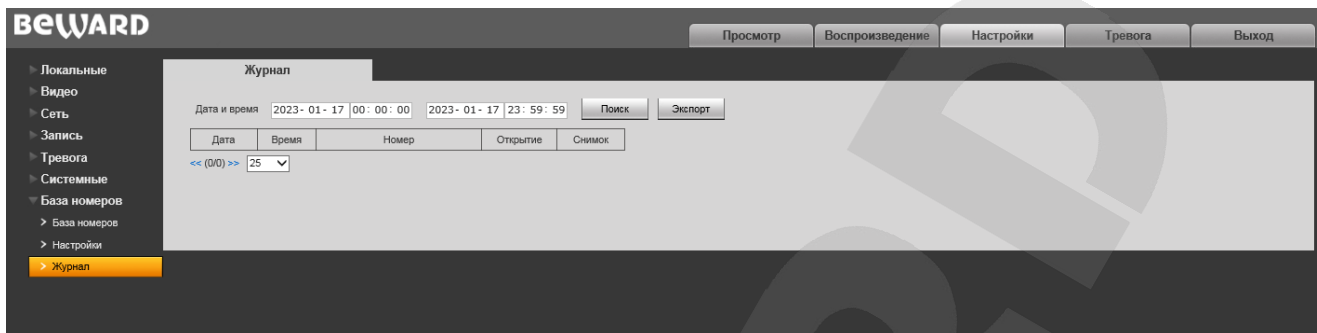 BEWARD
Просмотр Воспроизведение Настройки Тревога Выход
Локальные
Видео
Сеть
Запись
Тревога
Системные
База номеров
> База номеров
> Настройки
> Журнал
Журнал
Дата и время 2023-01-17 00:00:00 2023-01-17 23:59:59 Поиск Экспорт
Дата Время Номер Открытие Снимок
<< (0/0) >> 25